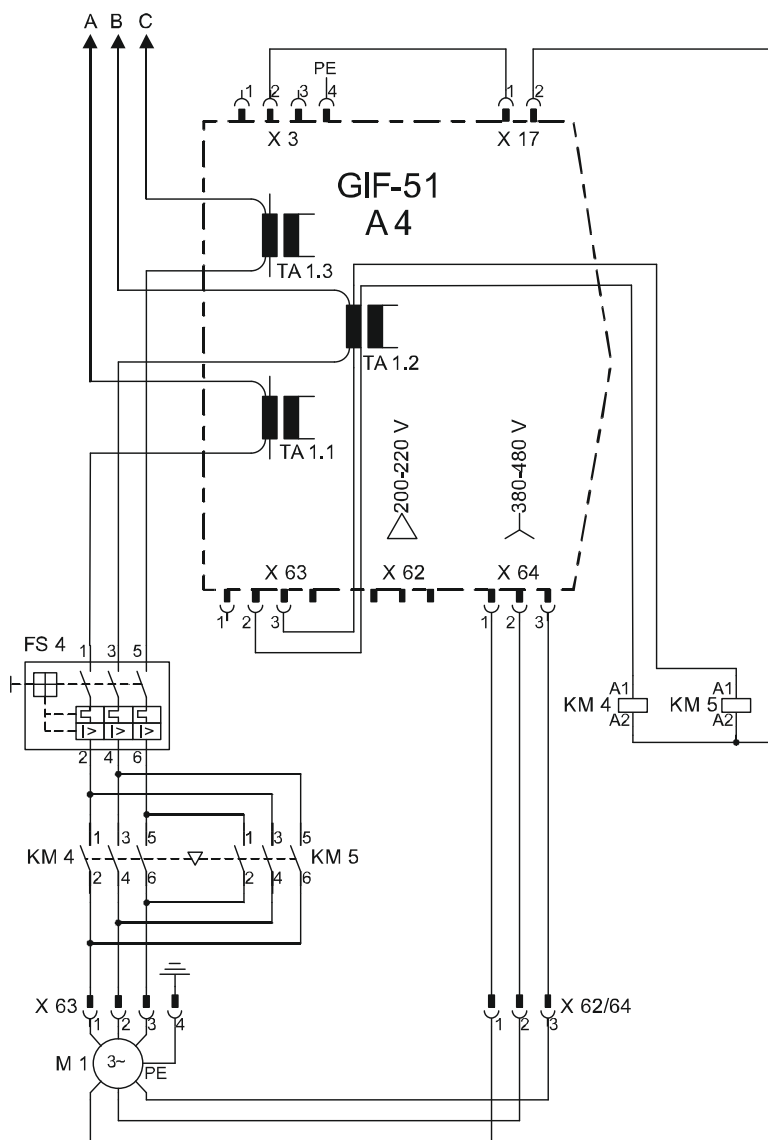 A B C
PE
1 2 3 4 1 2
X 3 X 17
GIF-51
A 4
TA 1.3
TA 1.2
TA 1.1
200-220 V 380-480 V
X 63 X 62 X 64
1 2 3 1 2 3
FS 4 1 3 5
I> I> I>
2 4 6
A1 A1
KM 4 KM 5
A2 A2
1 3 5 1 3 5
KM 4 KM 5
2 4 6 2 4 6
X 63 X 62/64
1 2 3 4 1 2 3
M 1 3~ PE